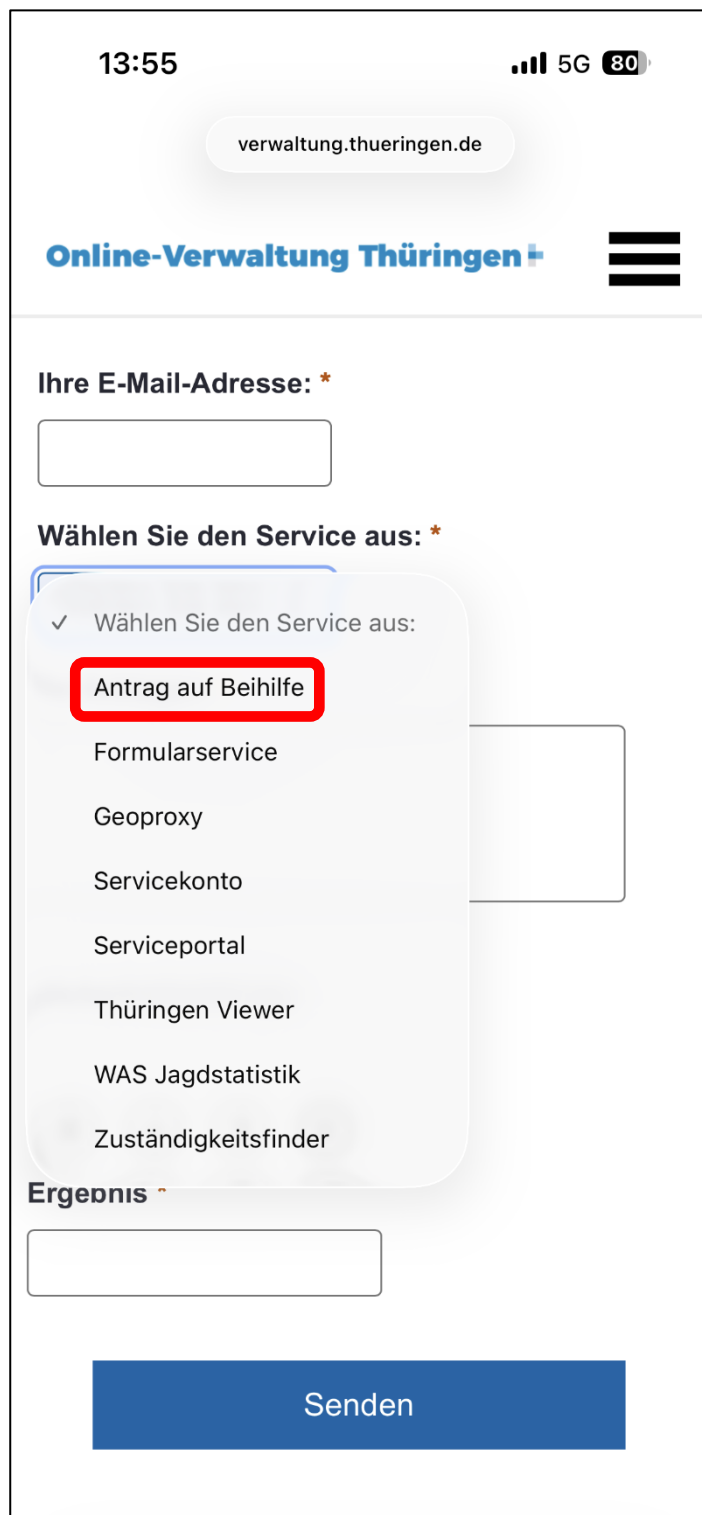 13:55
5G 80
verwaltung.thueringen.de
Online-Verwaltung Thüringen
Ihre E-Mail-Adresse: *
Wählen Sie den Service aus: *
✓ Wählen Sie den Service aus:
Antrag auf Beihilfe
Formularservice
Geoproxy
Servicekonto
Serviceportal
Thüringen Viewer
WAS Jagdstatistik
Zuständigkeitsfinder
Ergebnis *
Senden